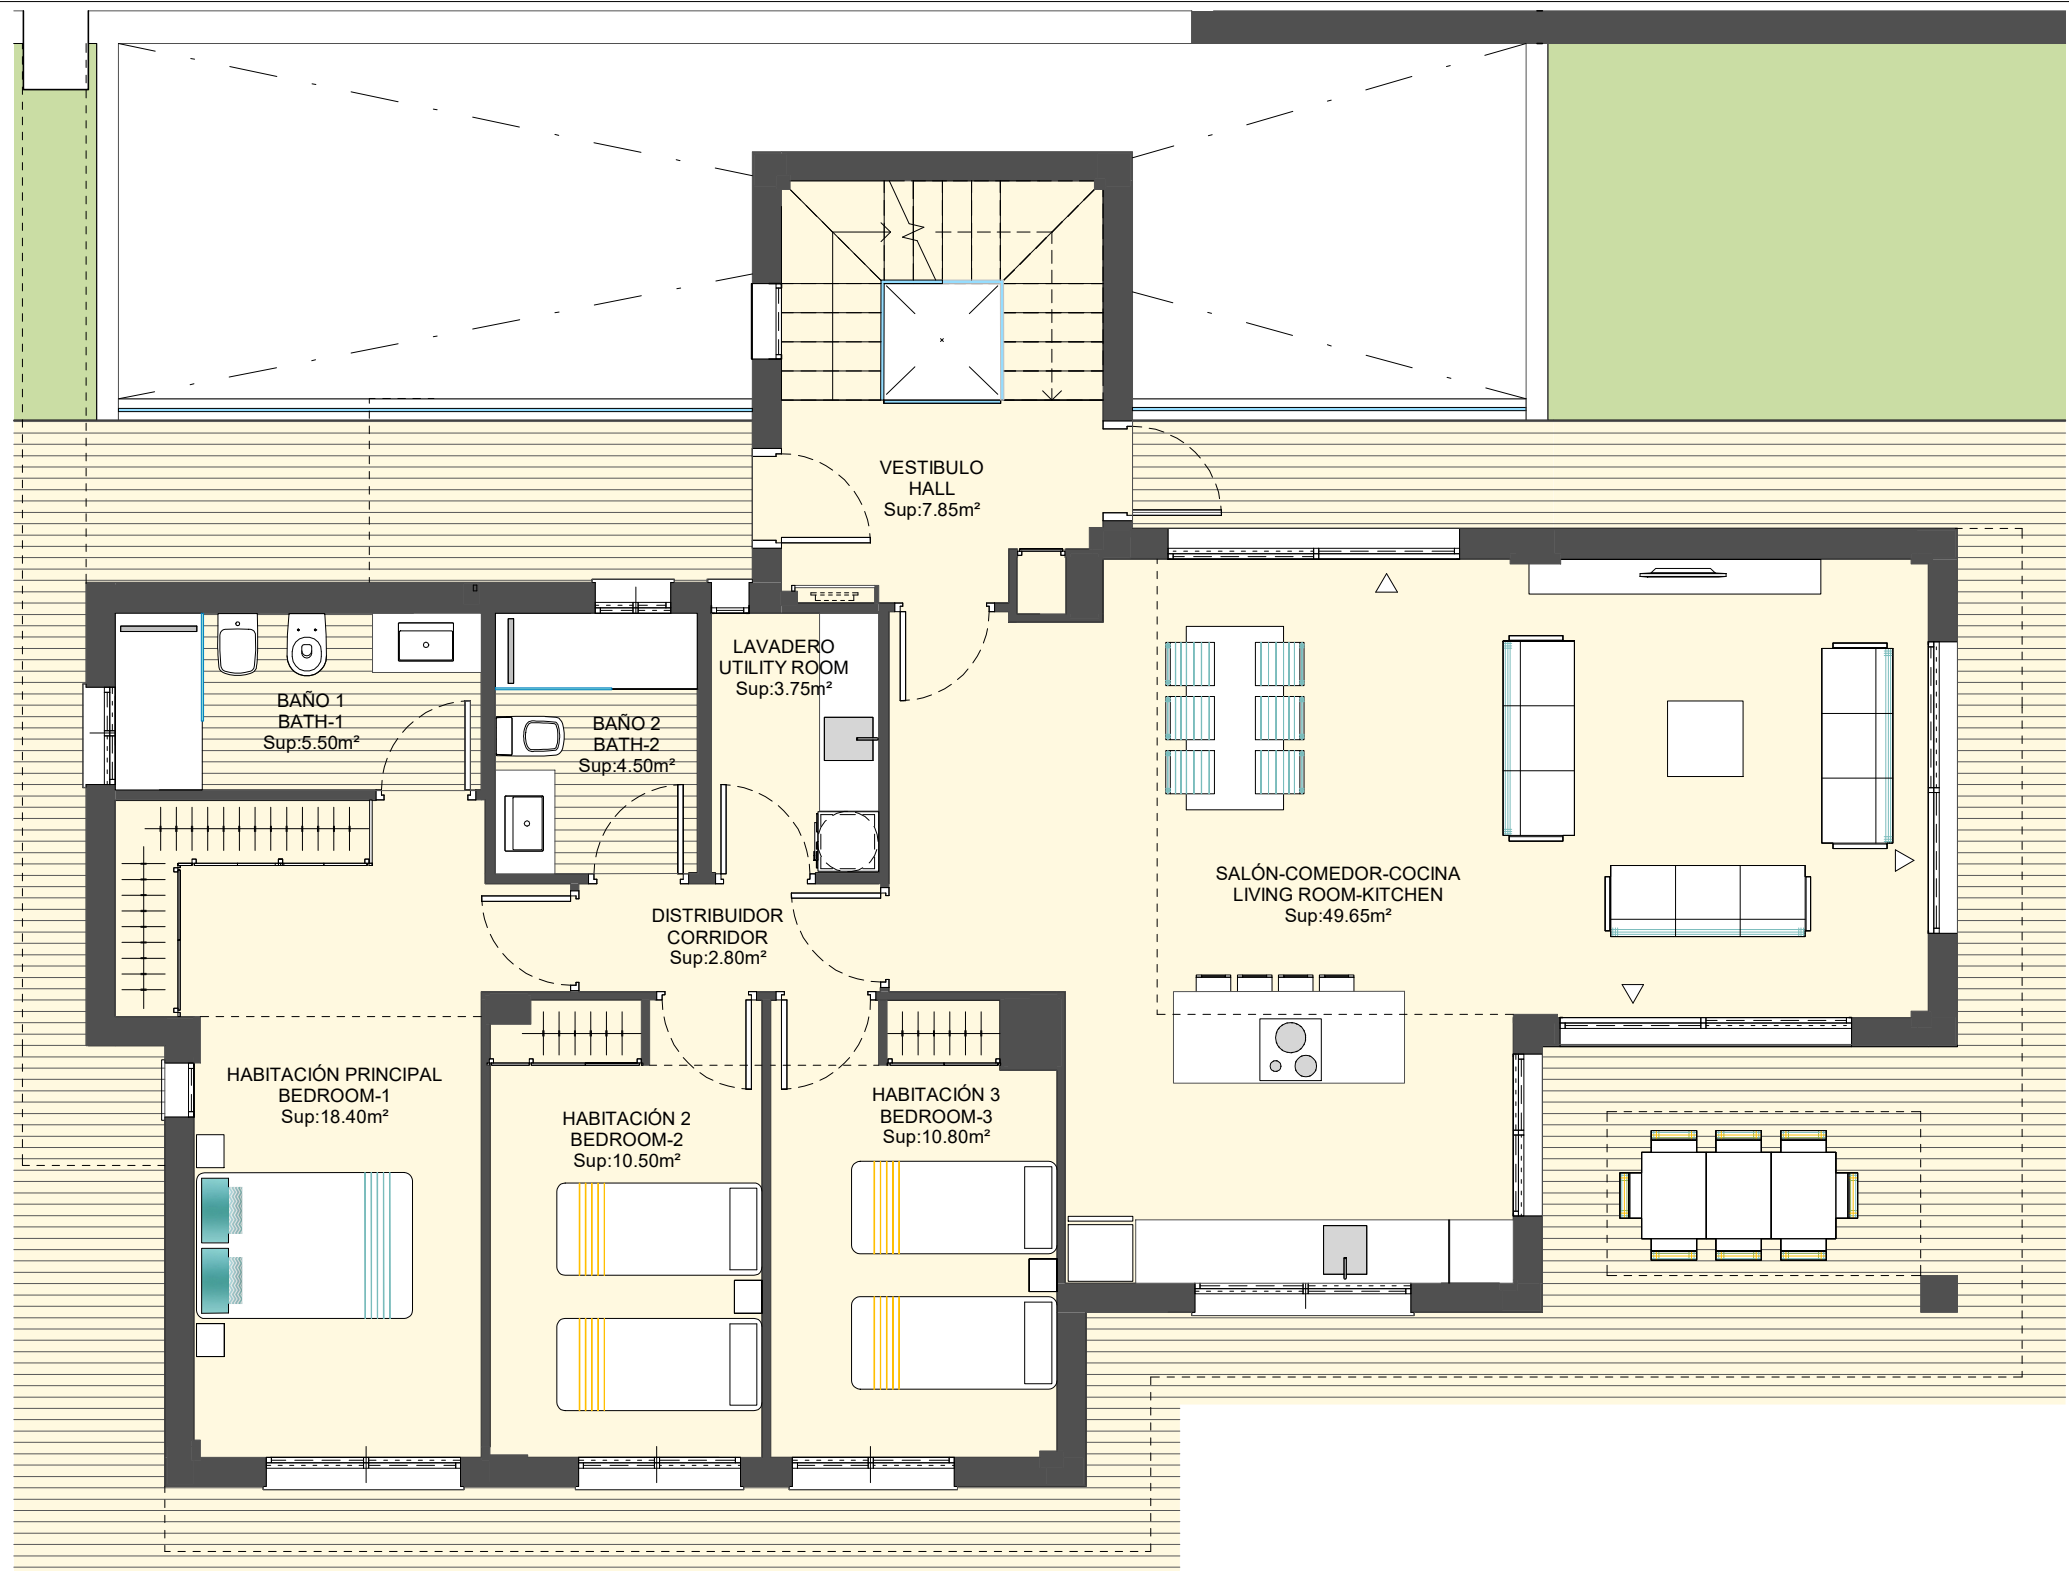 VESTIBULO
HALL
Sup:7.85m²
LAVADERO
UTILITY ROOM
Sup:3.75m²
BAÑO 1
BATH-1
Sup:5.50m²
BAÑO 2
BATH-2
Sup:4.50m²
SALÓN-COMEDOR-COCINA
LIVING ROOM-KITCHEN
Sup:49.65m²
DISTRIBUIDOR
CORRIDOR
Sup:2.80m²
HABITACIÓN PRINCIPAL
BEDROOM-1
Sup:18.40m²
HABITACIÓN 2
BEDROOM-2
Sup:10.50m²
HABITACIÓN 3
BEDROOM-3
Sup:10.80m²